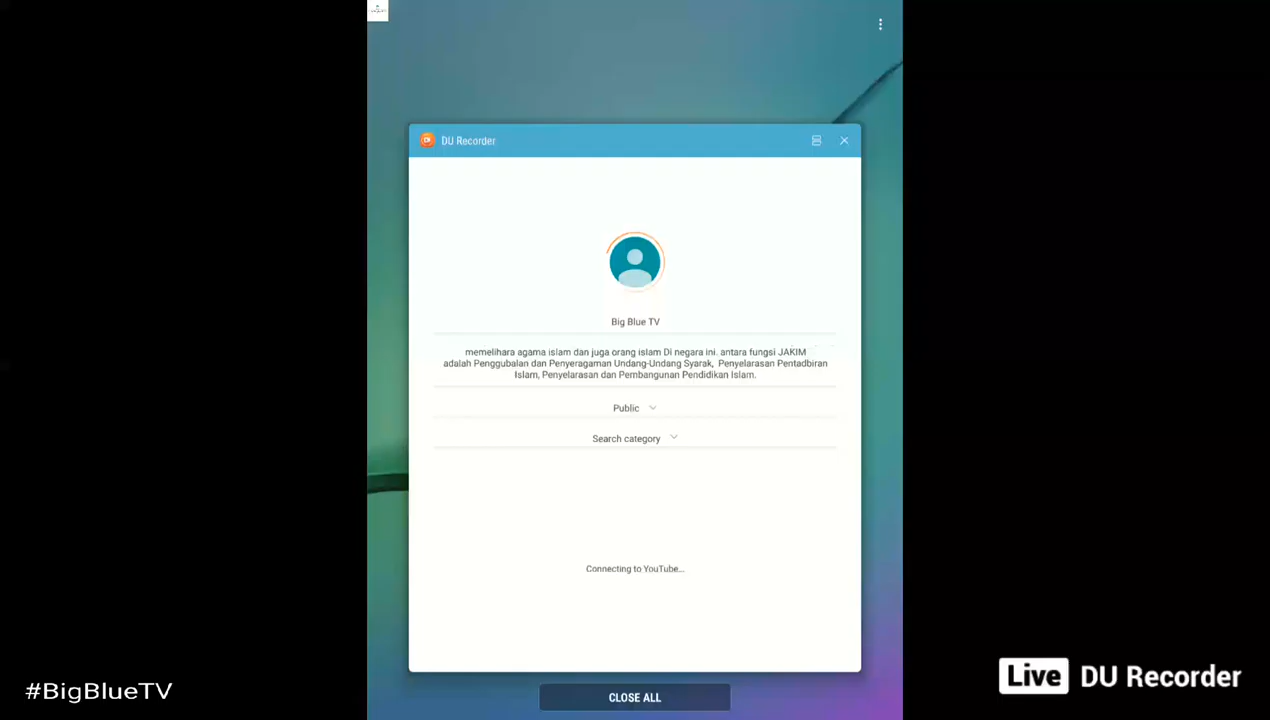 DU Recorder
Big Blue TV
memelihara agama islam dan juga orang islam Di negara ini. antara fungsi JAKIM
adalah Penggubalan dan Penyeragaman Undang-Undang Syarak, Penyelarasan Pentadbiran
Islam, Penyelarasan dan Pembangunan Pendidikan Islam.
Public
Search category
Connecting to YouTube...
CLOSE ALL
#BigBlueTV
Live DU Recorder